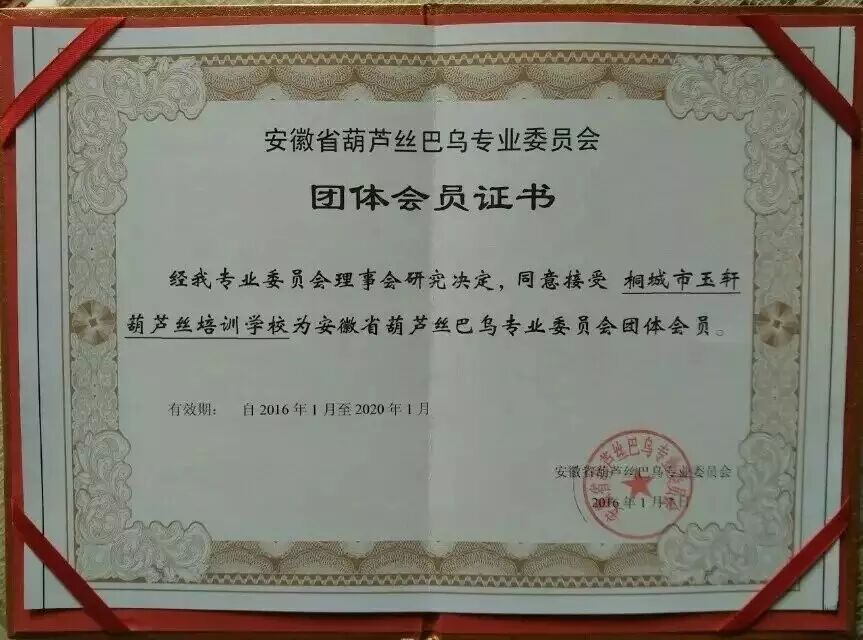 安徽省葫芦丝巴乌专业委员会
团体会员证书
经我专业委员会理事会研究决定，同意接受 桐城市玉轩
葫芦丝培训学校为安徽省葫芦丝巴乌专业委员会团体会员。
有效期： 自2016年1月至2020年1月
安徽省葫芦丝巴乌专业委员会
2016年1月